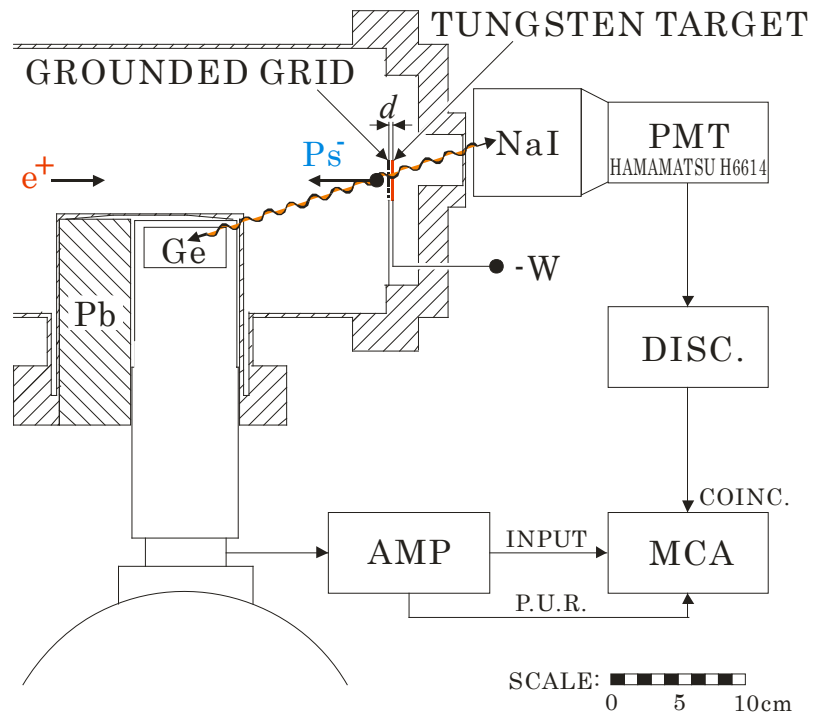 TUNGSTEN TARGET
GROUNDED GRID
d
Ps⁻
e⁺
NaI
PMT
HAMAMATSU H6614
Ge
-W
Pb
DISC.
COINC.
AMP
INPUT
MCA
P.U.R.
SCALE:
0 5 10cm